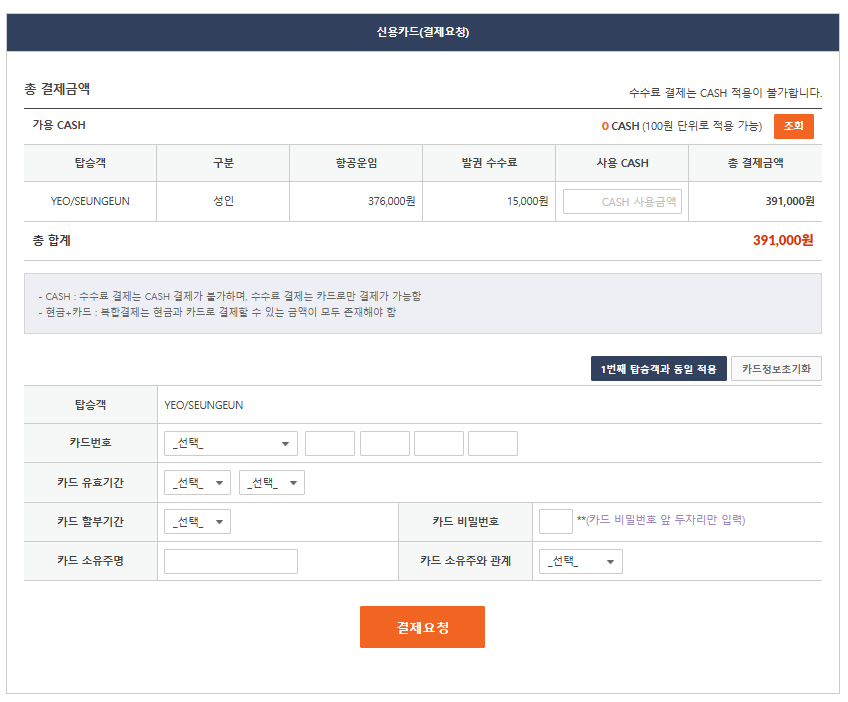 신용카드(결제요청)
총 결제금액
수수료 결제는 CASH 적용이 불가합니다.
가용 CASH
0 CASH (100원 단위로 적용 가능) 조회
탑승객 구분 항공운임 발권 수수료 사용 CASH 총 결제금액
YEO/SEUNGEUN 성인 376,000원 15,000원 CASH 사용금액 391,000원
총 합계 391,000원
- CASH : 수수료 결제는 CASH 결제가 불가하며, 수수료 결제는 카드로만 결제가 가능함
- 현금+카드 : 복합결제는 현금과 카드로 결제할 수 있는 금액이 모두 존재해야 함
1번째 탑승객과 동일 적용 카드정보초기화
탑승객 YEO/SEUNGEUN
카드번호 _선택_
카드 유효기간 _선택_ _선택_
카드 할부기간 _선택_ 카드 비밀번호 **(카드 비밀번호 앞 두자리만 입력)
카드 소유주명 카드 소유주와 관계 _선택_
결제요청